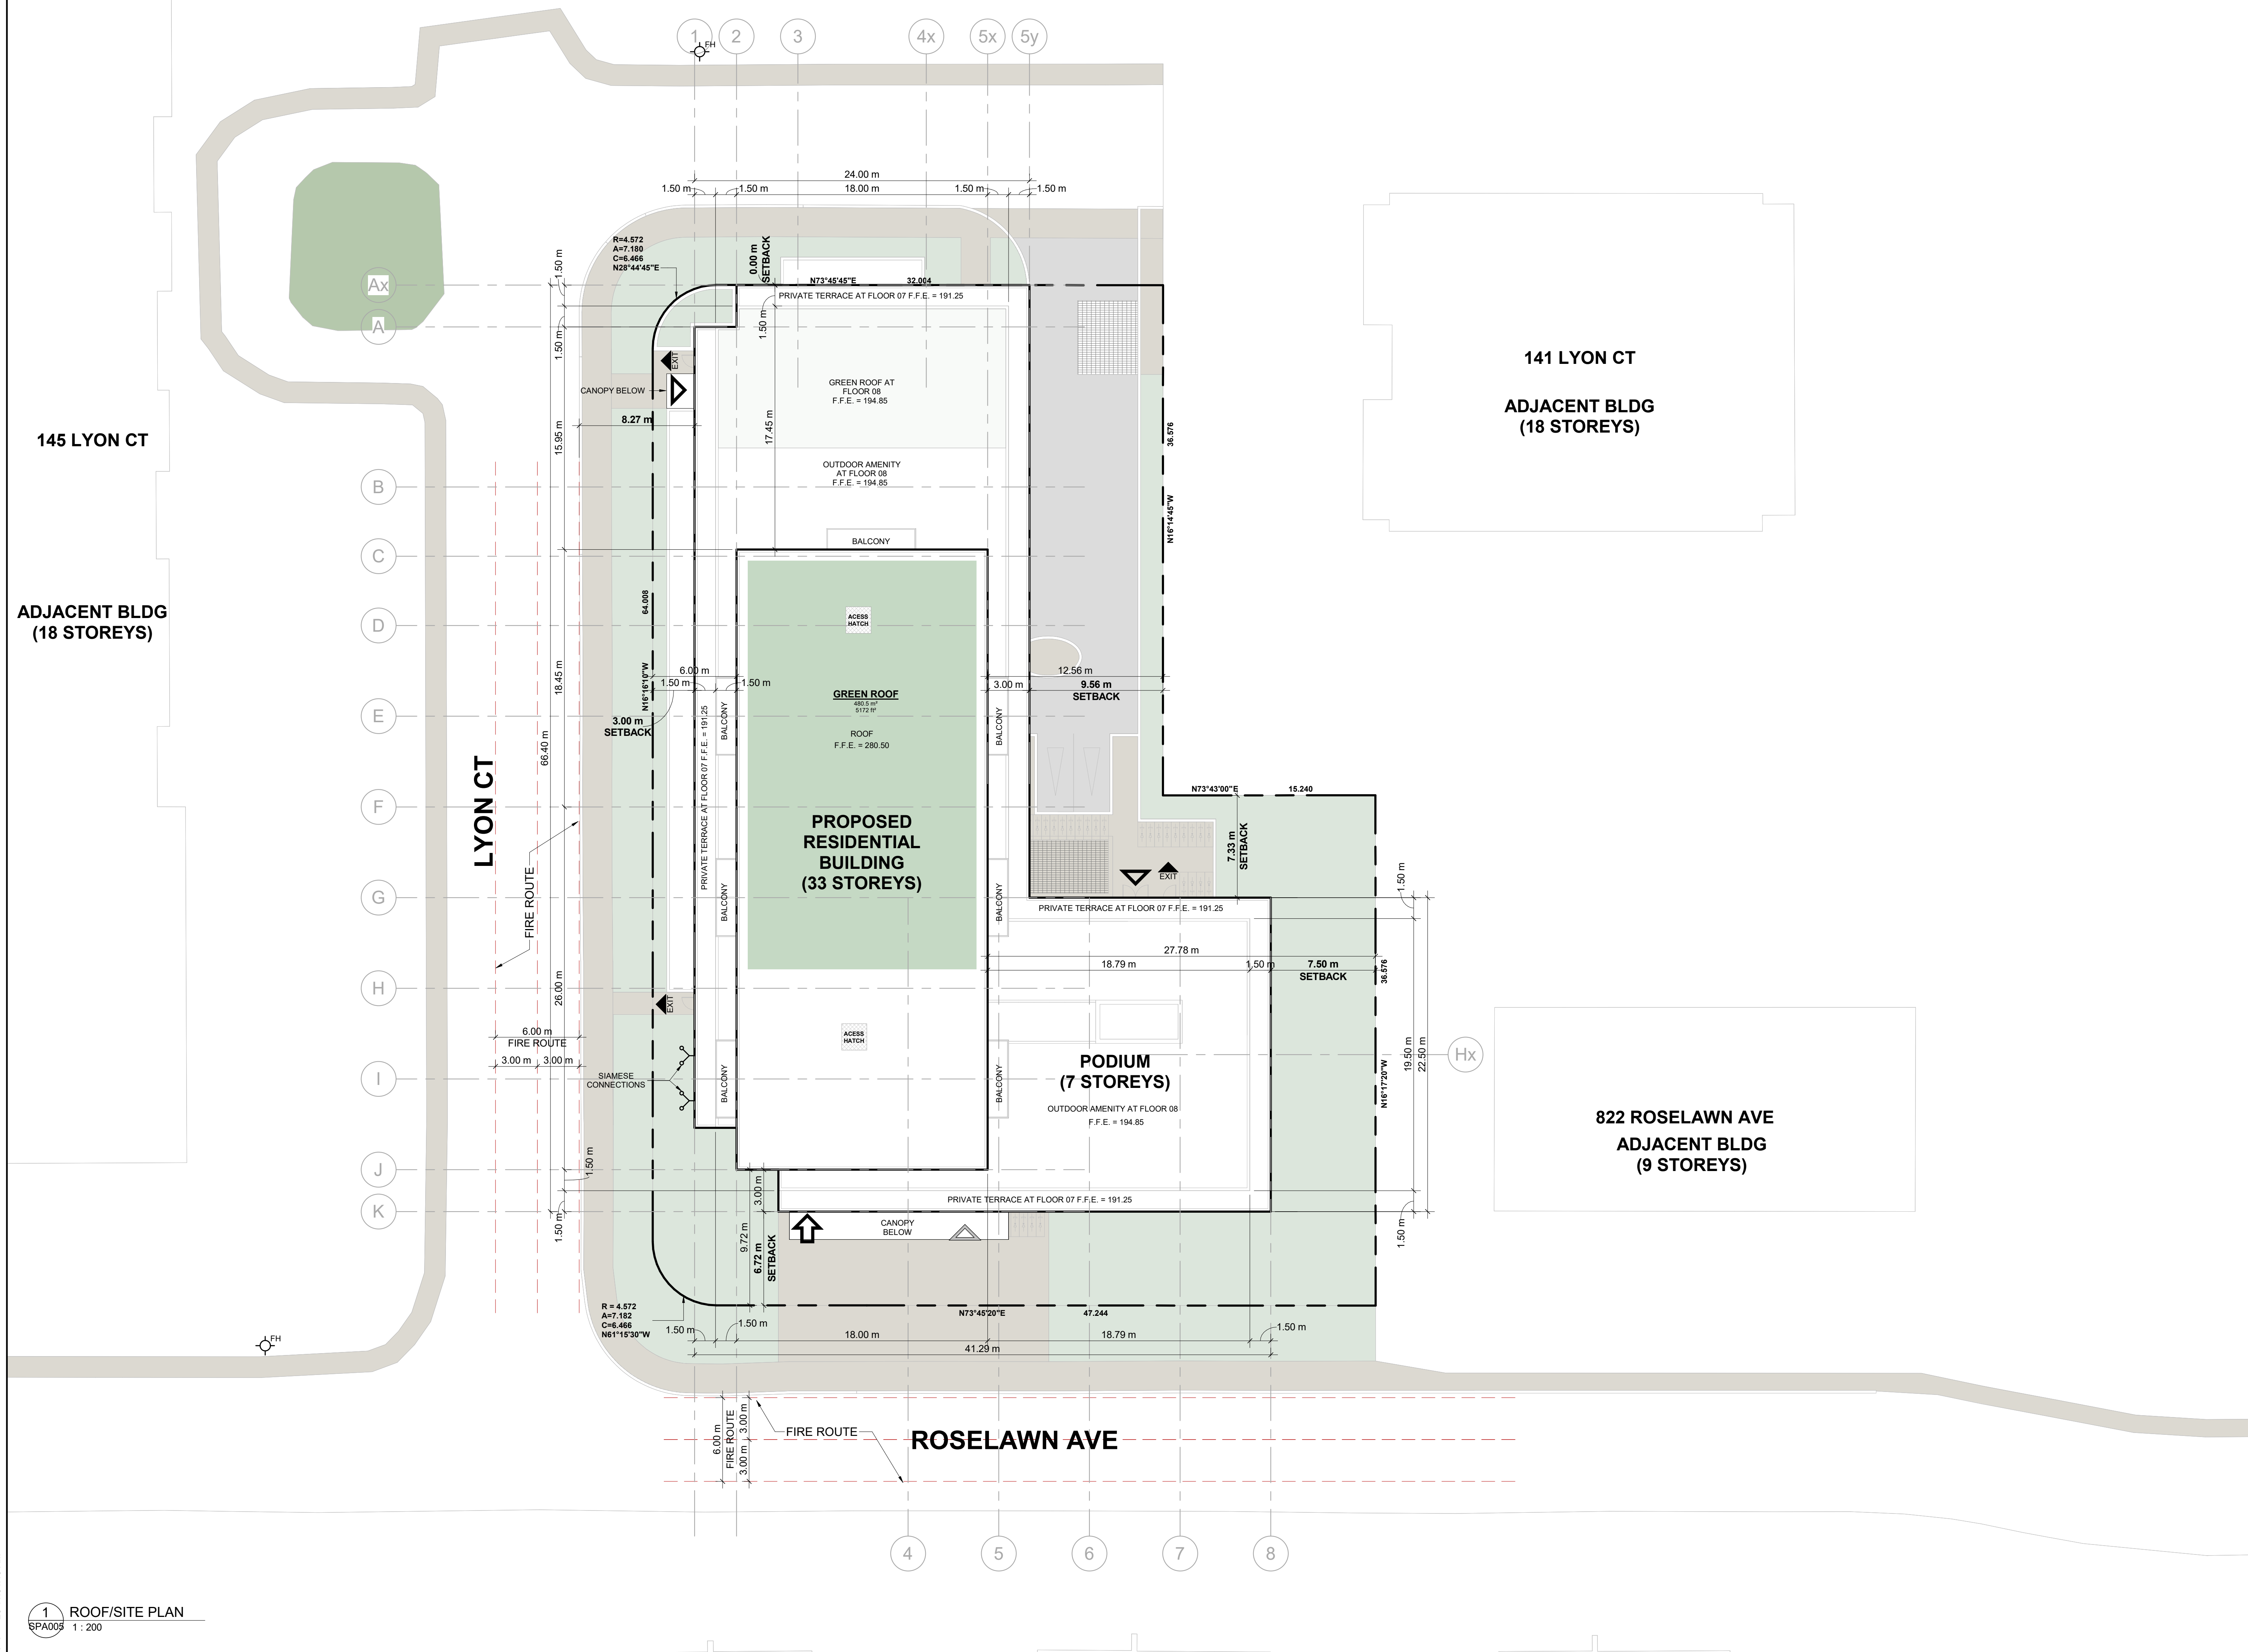 1
2
3
4x
5x
5y
FH
24.00 m
1.50 m
1.50 m
18.00 m
1.50 m
1.50 m
R=4.572
A=7.180
C=6.466
N28°44'45"E
0.00 m
SETBACK
1.50 m
N73°45'45"E
32.004
Ax
PRIVATE TERRACE AT FLOOR 07 F.F.E. = 191.25
A
1.50 m
1.50 m
EXIT
CANOPY BELOW
GREEN ROOF AT
FLOOR 08
F.F.E. = 194.85
141 LYON CT
ADJACENT BLDG
(18 STOREYS)
8.27 m
15.95 m
17.45 m
36.576
145 LYON CT
OUTDOOR AMENITY
AT FLOOR 08
F.F.E. = 194.85
B
N16°14'45"W
BALCONY
C
64.008
ADJACENT BLDG
(18 STOREYS)
D
ACESS
HATCH
18.45 m
N16°16'10"W
6.00 m
1.50 m
1.50 m
12.56 m
3.00 m
9.56 m
SETBACK
GREEN ROOF
480.5 m²
5172 ft²
E
3.00 m
SETBACK
BALCONY
BALCONY
ROOF
F.F.E. = 280.50
66.40 m
PRIVATE TERRACE AT FLOOR 07 F.F.E. = 191.25
LYON CT
N73°43'00"E
15.240
F
PROPOSED
RESIDENTIAL
BUILDING
(33 STOREYS)
7.33 m
SETBACK
EXIT
FIRE ROUTE
BALCONY
BALCONY
G
1.50 m
PRIVATE TERRACE AT FLOOR 07 F.F.E. = 191.25
27.78 m
18.79 m
1.50 m
7.50 m
SETBACK
36.576
H
26.00 m
EXIT
6.00 m
FIRE ROUTE
3.00 m
3.00 m
ACESS
HATCH
19.50 m
22.50 m
Hx
I
SIAMESE
CONNECTIONS
BALCONY
BALCONY
PODIUM
(7 STOREYS)
OUTDOOR AMENITY AT FLOOR 08
F.F.E. = 194.85
N16°17'20"W
822 ROSELAWN AVE
ADJACENT BLDG
(9 STOREYS)
J
1.50 m
3.00 m
PRIVATE TERRACE AT FLOOR 07 F.F.E. = 191.25
K
1.50 m
1.50 m
CANOPY
BELOW
9.72 m
6.72 m
SETBACK
R = 4.572
A=7.182
C=6.466
N61°15'30"W
N73°45'20"E
47.244
FH
1.50 m
1.50 m
18.00 m
18.79 m
1.50 m
41.29 m
6.00 m
FIRE ROUTE
3.00 m
3.00 m
FIRE ROUTE
ROSELAWN AVE
4
5
6
7
8
1
SPA005
ROOF/SITE PLAN
1 : 200